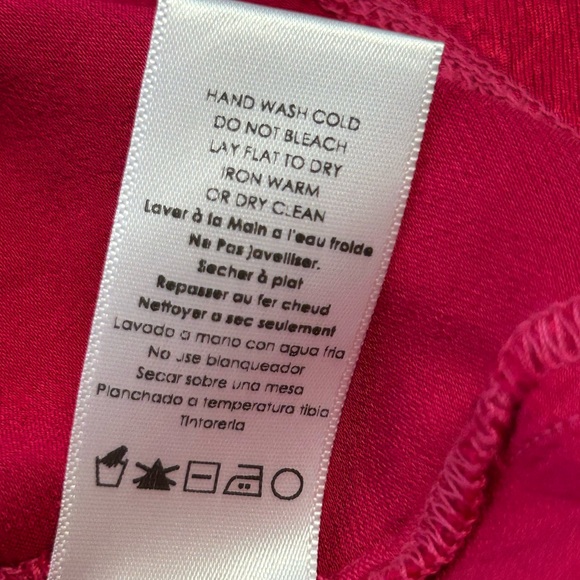 HAND WASH COLD
DO NOT BLEACH
LAY FLAT TO DRY
IRON WARM
OR DRY CLEAN
Laver à la Main a l'eau froide
Ne Pas javelliser.
Secher à plat
Repasser au fer cheud
Nettoyer a sec seulement
Lavado a mano con agua fria
No use blanqueador
Secar sobre una mesa
Planchado a temperatura tibia
Tintoreria